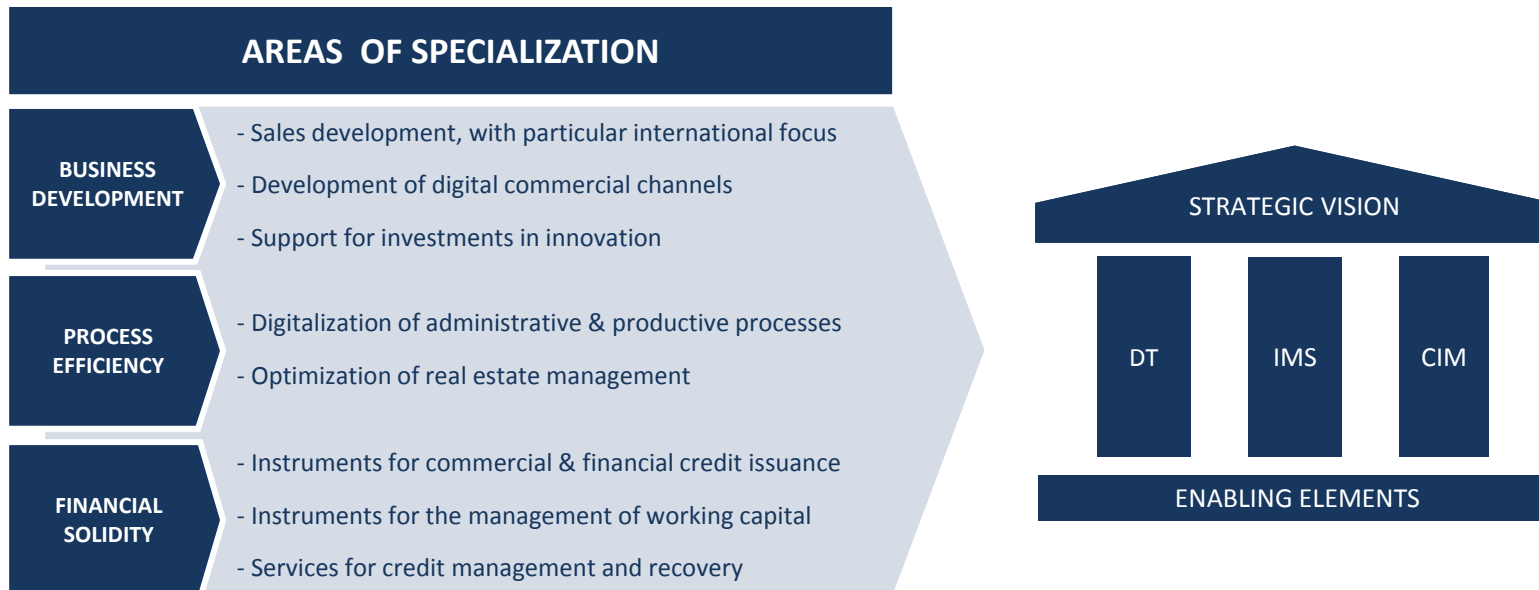 AREAS OF SPECIALIZATION
BUSINESS
DEVELOPMENT
- Sales development, with particular international focus
- Development of digital commercial channels
- Support for investments in innovation
PROCESS
EFFICIENCY
- Digitalization of administrative & productive processes
- Optimization of real estate management
FINANCIAL
SOLIDITY
- Instruments for commercial & financial credit issuance
- Instruments for the management of working capital
- Services for credit management and recovery
STRATEGIC VISION
DT
IMS
CIM
ENABLING ELEMENTS